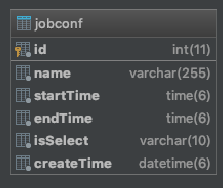 jobconf
id int(11)
name varchar(255)
startTime time(6)
endTime time(6)
isSelect varchar(10)
createTime datetime(6)